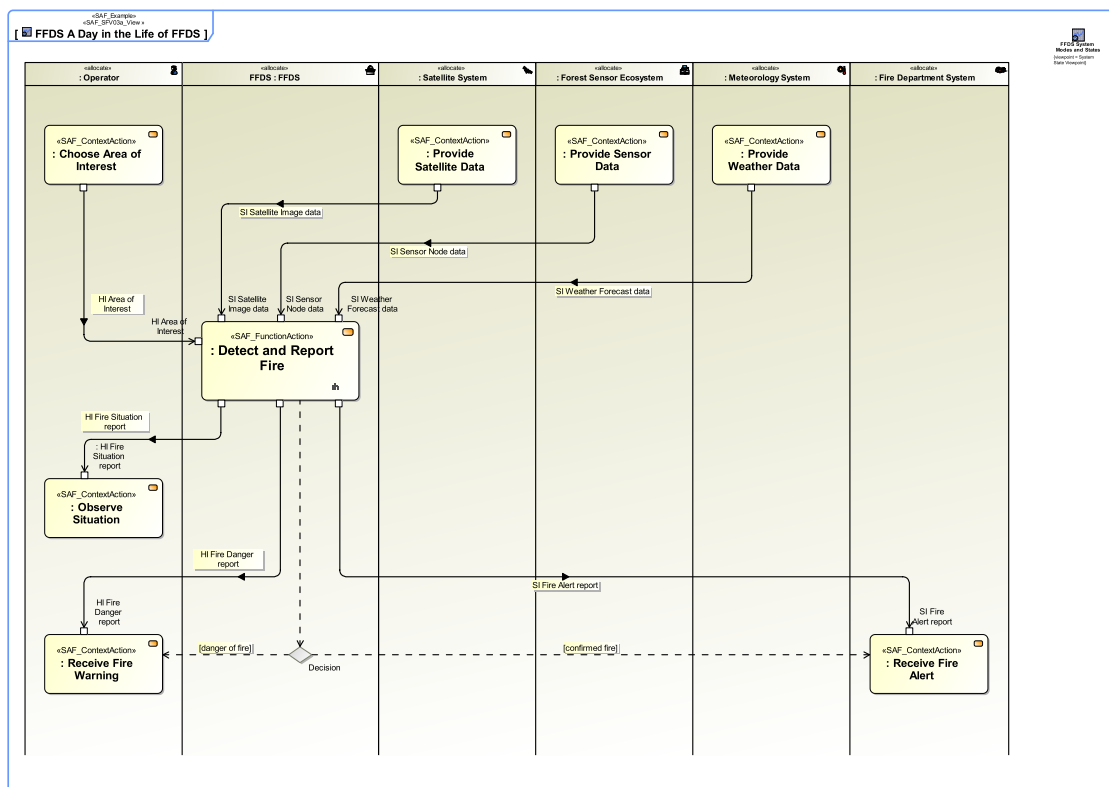 «SAF_Example»
«SAF_SFV03a_View »
[ FFDS A Day in the Life of FFDS ]
FFDS System
Modes and States
[viewpoint = System
State Viewpoint]
«allocate»
: Operator
«allocate»
FFDS : FFDS
«allocate»
: Satellite System
«allocate»
: Forest Sensor Ecosystem
«allocate»
: Meteorology System
«allocate»
: Fire Department System
«SAF_ContextAction»
: Choose Area of
Interest
«SAF_ContextAction»
: Provide
Satellite Data
«SAF_ContextAction»
: Provide Sensor
Data
«SAF_ContextAction»
: Provide
Weather Data
SI Satellite Image data
SI Sensor Node data
SI Weather Forecast data
HI Area of
Interest
HI Area of
Interest
SI Satellite
Image data
SI Sensor
Node data
SI Weather
Forecast data
«SAF_FunctionAction»
: Detect and Report
Fire
HI Fire Situation
report
: HI Fire
Situation
report
«SAF_ContextAction»
: Observe
Situation
HI Fire Danger
report
SI Fire Alert report
HI Fire
Danger
report
SI Fire
Alert report
«SAF_ContextAction»
: Receive Fire
Warning
[danger of fire]
Decision
[confirmed fire]
«SAF_ContextAction»
: Receive Fire
Alert